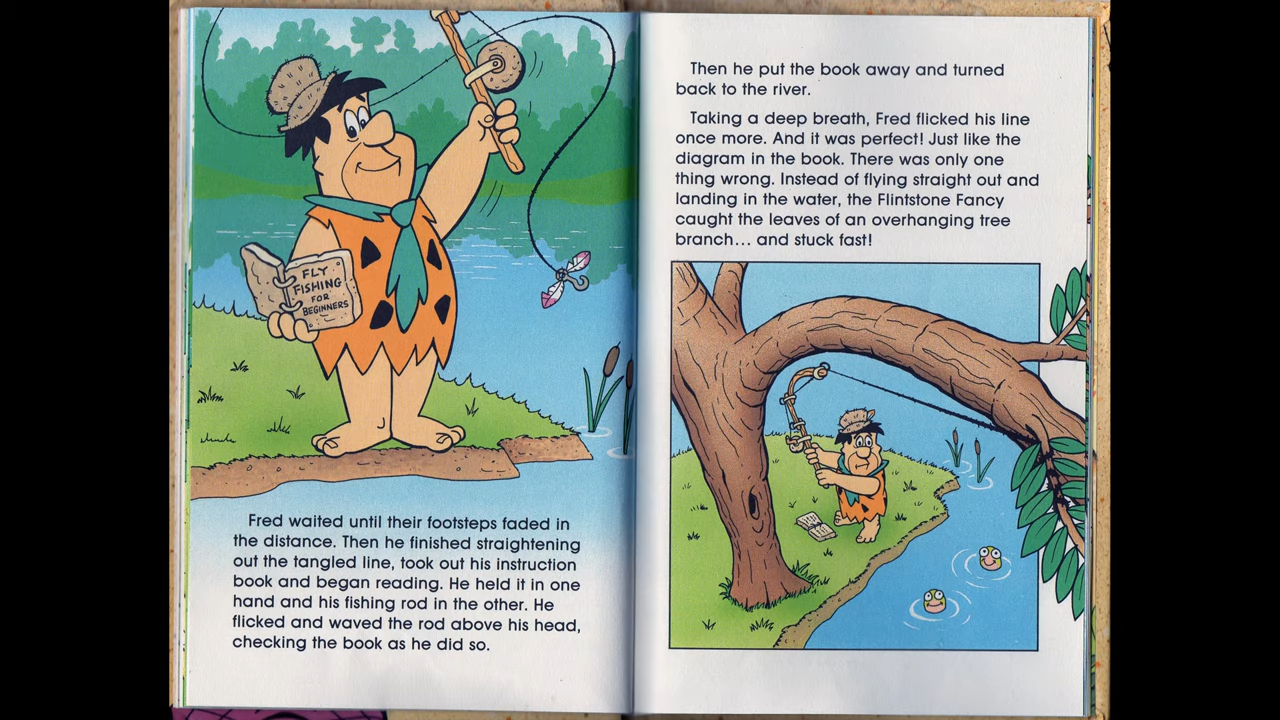 FLY
FISHING
FOR
BEGINNERS
Fred waited until their footsteps faded in
the distance. Then he finished straightening
out the tangled line, took out his instruction
book and began reading. He held it in one
hand and his fishing rod in the other. He
flicked and waved the rod above his head,
checking the book as he did so.
Then he put the book away and turned
back to the river.
Taking a deep breath, Fred flicked his line
once more. And it was perfect! Just like the
diagram in the book. There was only one
thing wrong. Instead of flying straight out and
landing in the water, the Flintstone Fancy
caught the leaves of an overhanging tree
branch... and stuck fast!